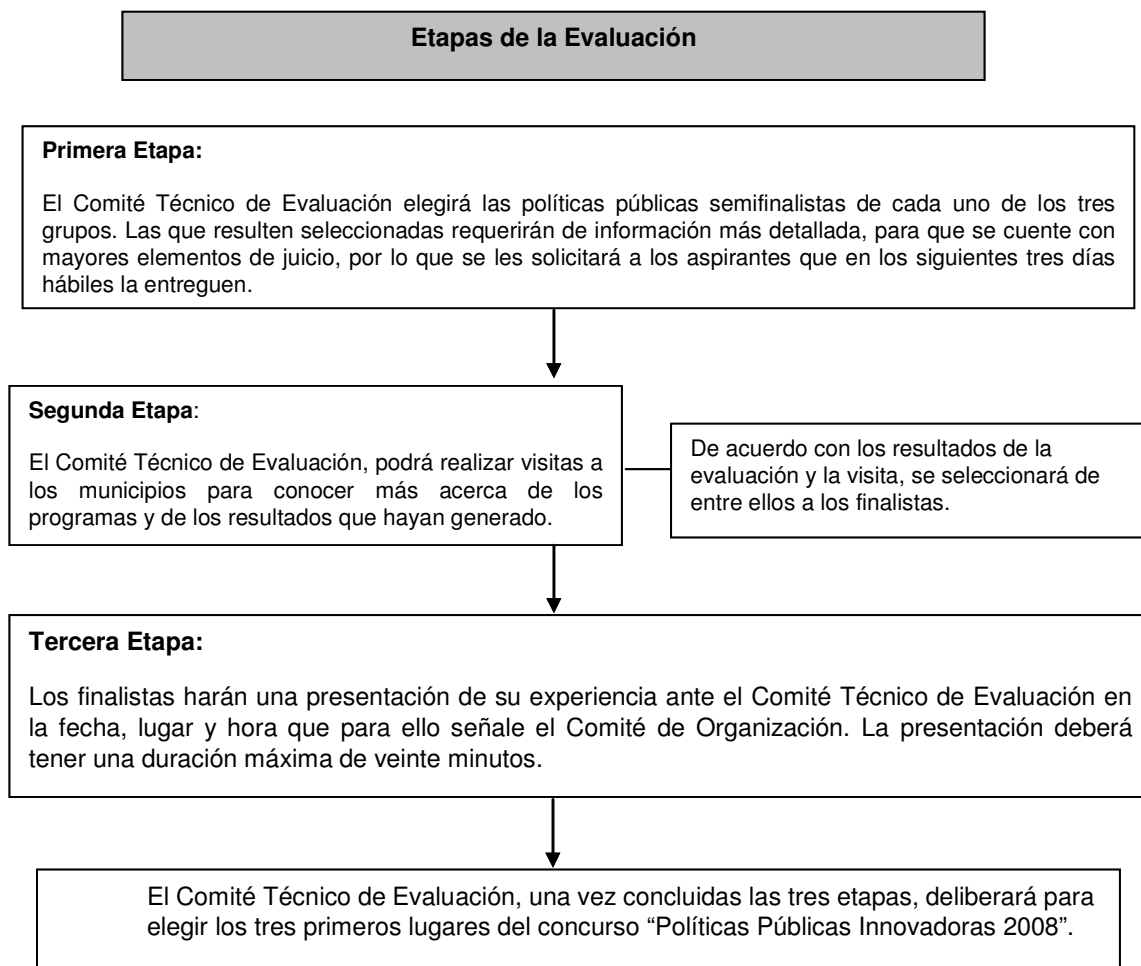 Etapas de la Evaluación
Primera Etapa:
El Comité Técnico de Evaluación elegirá las políticas públicas semifinalistas de cada uno de los tres
grupos. Las que resulten seleccionadas requerirán de información más detallada, para que se cuente con
mayores elementos de juicio, por lo que se les solicitará a los aspirantes que en los siguientes tres días
hábiles la entreguen.
Segunda Etapa:
El Comité Técnico de Evaluación, podrá realizar visitas a
los municipios para conocer más acerca de los
programas y de los resultados que hayan generado.
De acuerdo con los resultados de la
evaluación y la visita, se seleccionará de
entre ellos a los finalistas.
Tercera Etapa:
Los finalistas harán una presentación de su experiencia ante el Comité Técnico de Evaluación en
la fecha, lugar y hora que para ello señale el Comité de Organización. La presentación deberá
tener una duración máxima de veinte minutos.
El Comité Técnico de Evaluación, una vez concluidas las tres etapas, deliberará para
elegir los tres primeros lugares del concurso “Políticas Públicas Innovadoras 2008”.